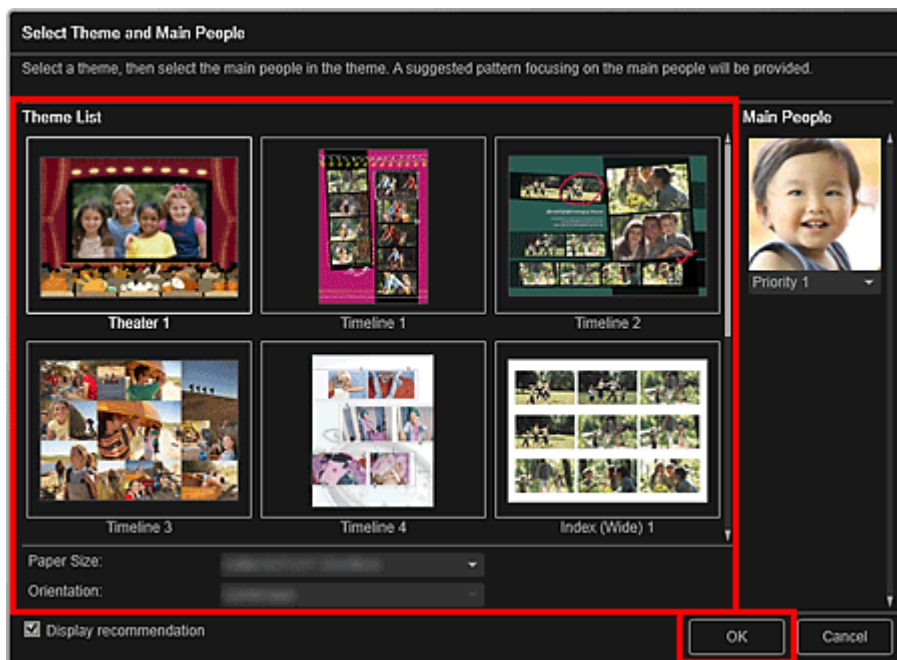 Select Theme and Main People
Select a theme, then select the main people in the theme. A suggested pattern focusing on the main people will be provided.
Theme List
Main People
Theater 1
Timeline 1
Timeline 2
Priority 1
Timeline 3
Timeline 4
Index (Wide) 1
Paper Size:
Orientation:
Display recommendation
OK
Cancel